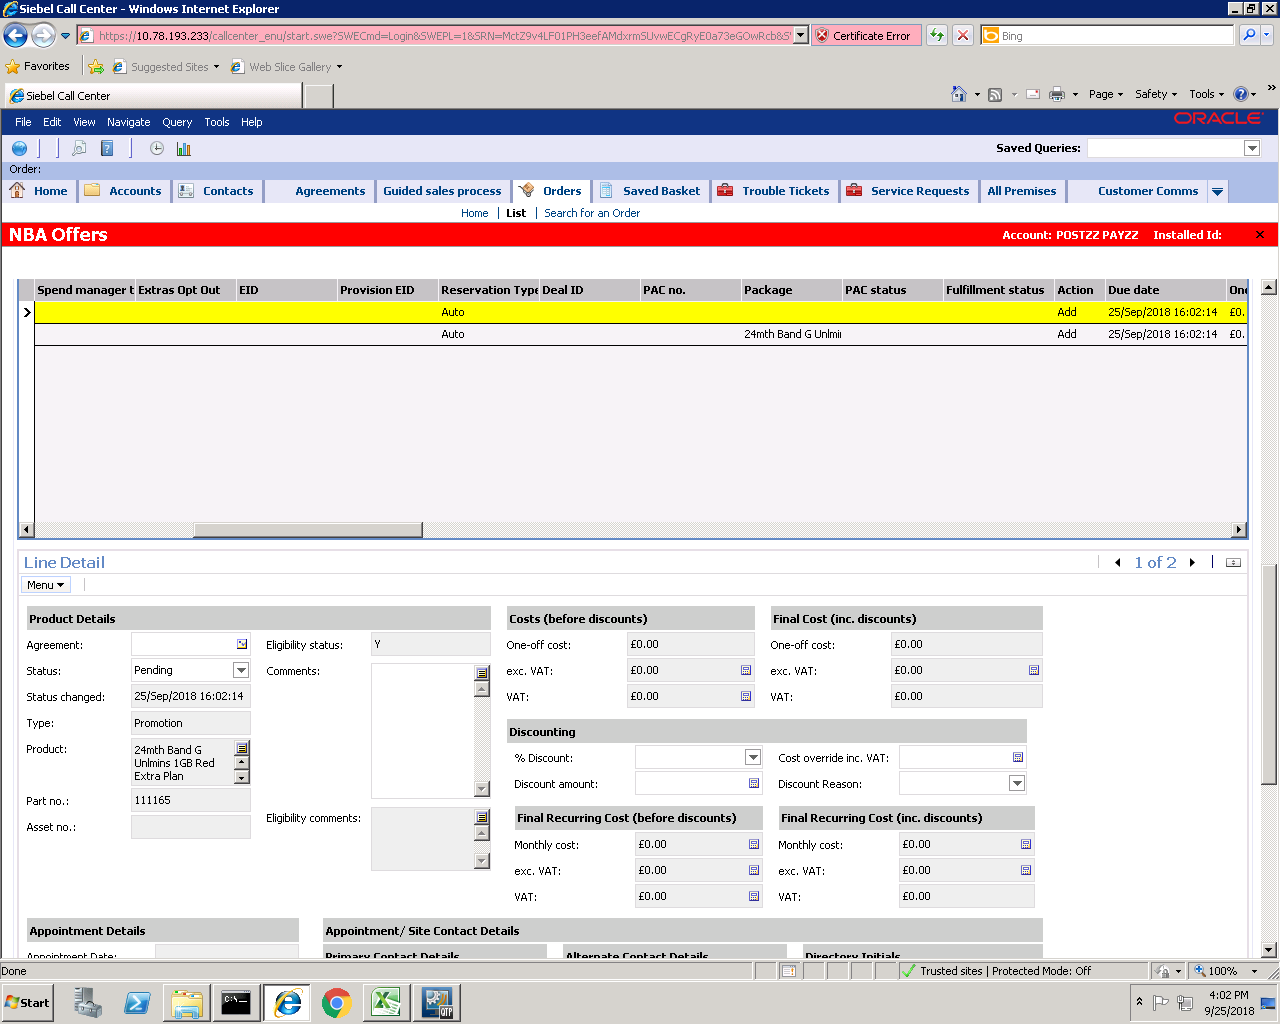 Siebel Call Center - Windows Internet Explorer
https://10.78.193.233/callcenter_enu/start.swe?SWECmd=Login&SWEPL=1&SRN=
Certificate Error
Bing
Favorites
Suggested Sites
Web Slice Gallery
Siebel Call Center
Page
Safety
Tools
File Edit View Navigate Query Tools Help
ORACLE
Saved Queries:
Order:
Home Accounts Contacts Agreements Guided sales process Orders Saved Basket Trouble Tickets Service Requests All Premises Customer Comms
Home | List | Search for an Order
NBA Offers
Account: POSTZZ PAYZZ Installed Id:
Spend manager t Extras Opt Out EID Provision EID Reservation Type Deal ID PAC no. Package PAC status Fulfillment status Action Due date One
Auto Add 25/Sep/2018 16:02:14 £0.
Auto 24mth Band G Unlmin Add 25/Sep/2018 16:02:14 £0.
Line Detail
1 of 2
Menu
Product Details
Agreement:
Status: Pending
Status changed: 25/Sep/2018 16:02:14
Type: Promotion
Product: 24mth Band G
Unlmins 1GB Red
Extra Plan
Part no.: 111165
Asset no.:
Eligibility status: Y
Comments:
Eligibility comments:
Costs (before discounts)
One-off cost: £0.00
exc. VAT: £0.00
VAT: £0.00
Final Cost (inc. discounts)
One-off cost: £0.00
exc. VAT: £0.00
VAT: £0.00
Discounting
% Discount:
Cost override inc. VAT:
Discount amount:
Discount Reason:
Final Recurring Cost (before discounts)
Monthly cost: £0.00
exc. VAT: £0.00
VAT: £0.00
Final Recurring Cost (inc. discounts)
Monthly cost: £0.00
exc. VAT: £0.00
VAT: £0.00
Appointment Details
Appointment Date:
Appointment/ Site Contact Details
Primary Contact Details
Alternate Contact Details
Directory Initials
Done
Trusted sites | Protected Mode: Off
100%
Start
C:\
QTP
4:02 PM
9/25/2018